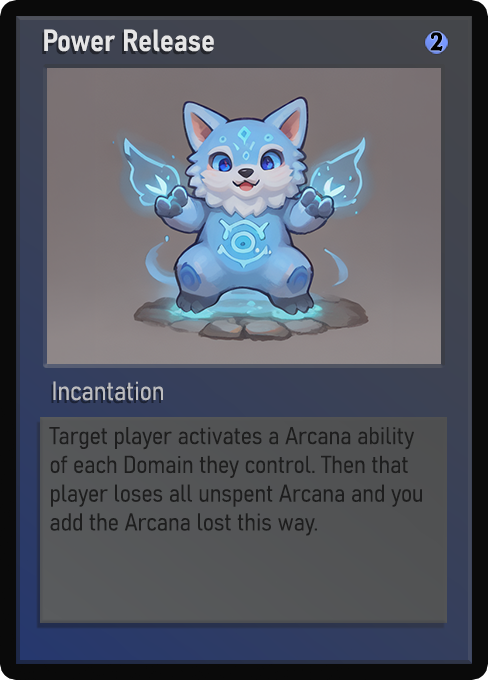 Power Release
2
Incantation
Target player activates a Arcana ability
of each Domain they control. Then that
player loses all unspent Arcana and you
add the Arcana lost this way.